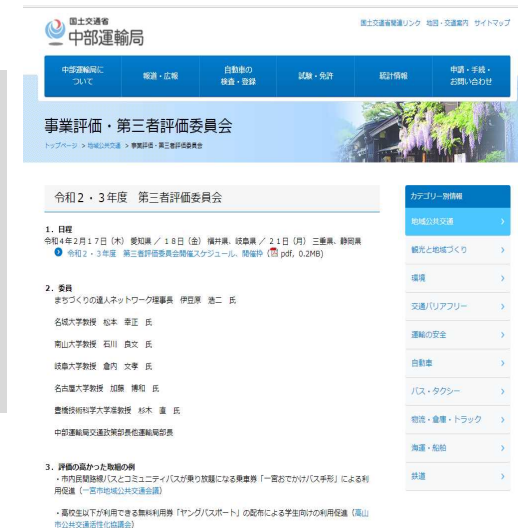 国土交通省
中部運輸局
国土交通省関連リンク 地図・交通案内 サイトマップ
中部運輸局に
ついて
報道・広報
自動車の
検査・登録
試験・免許
統計情報
申請・手続・
お問い合わせ
事業評価・第三者評価委員会
トップページ > 地域公共交通 > 事業評価・第三者評価委員会
令和2・3年度 第三者評価委員会
1. 日程
令和4年2月17日(木) 愛知県 / 18日(金) 福井県、岐阜県 / 21日(月) 三重県、静岡県
令和2・3年度 第三者評価委員会開催スケジュール、開催枠 (pdf, 0.2MB)
2. 委員
まちづくりの達人ネットワーク理事長 伊豆原 浩二 氏
名城大学教授 松本 幸正 氏
南山大学教授 石川 良文 氏
岐阜大学教授 倉内 文孝 氏
名古屋大学教授 加藤 博和 氏
豊橋技術科学大学准教授 杉木 直 氏
中部運輸局交通政策部長他運輸局部長
3. 評価の高かった取組の例
・市内民間路線バスとコミュニティバスが乗り放題になる乗車券「一宮おでかけバス手形」による利
用促進(一宮市地域公共交通会議)
・高校生以下が利用できる無料利用券「ヤングパスポート」の配布による学生向けの利用促進(高山
市公共交通活性化協議会)
カテゴリー別情報
地域公共交通
観光と地域づくり
環境
交通バリアフリー
運輸の安全
自動車
バス・タクシー
物流・倉庫・トラック
海運・船舶
鉄道